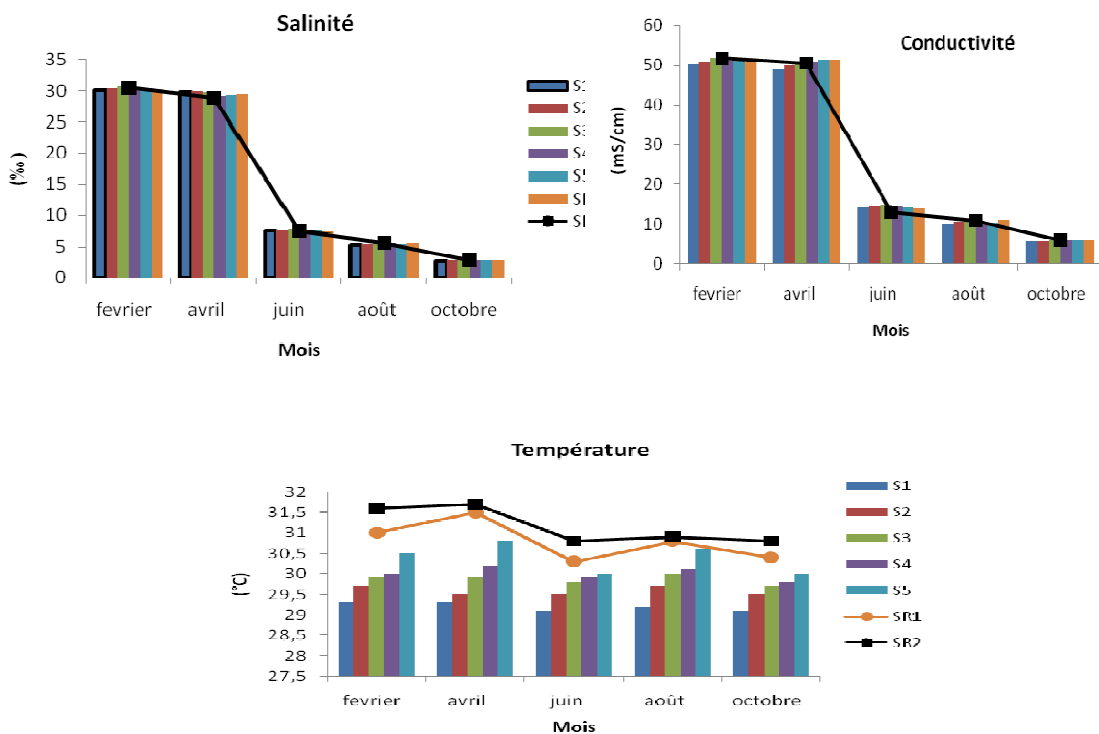 Salinité
35
30
25
20
15
10
5
0
(‰)
fevrier avril juin août octobre
Mois
S1
S2
S3
S4
S5
Conductivité
60
50
40
30
20
10
0
(mS/cm)
fevrier avril juin août octobre
Mois
Température
32
31,5
31
30,5
30
29,5
29
28,5
28
27,5
(°C)
fevrier avril juin août octobre
Mois
S1
S2
S3
S4
S5
SR1
SR2